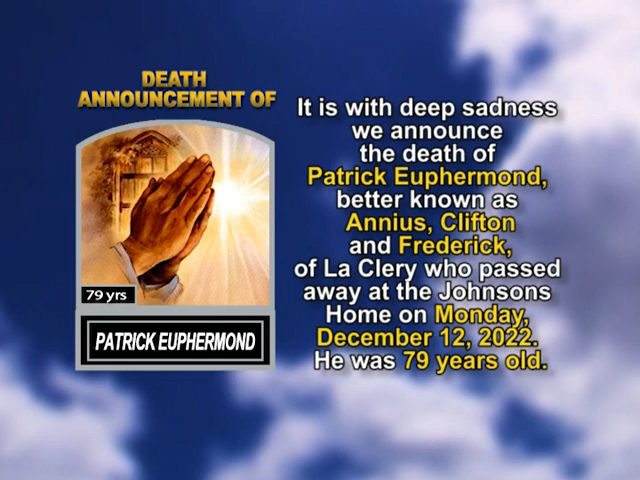 DEATH
ANNOUNCEMENT OF
79 yrs
PATRICK EUPHERMOND
It is with deep sadness
we announce
the death of
Patrick Euphermond,
better known as
Annius, Clifton
and Frederick,
of La Clery who passed
away at the Johnsons
Home on Monday,
December 12, 2022.
He was 79 years old.